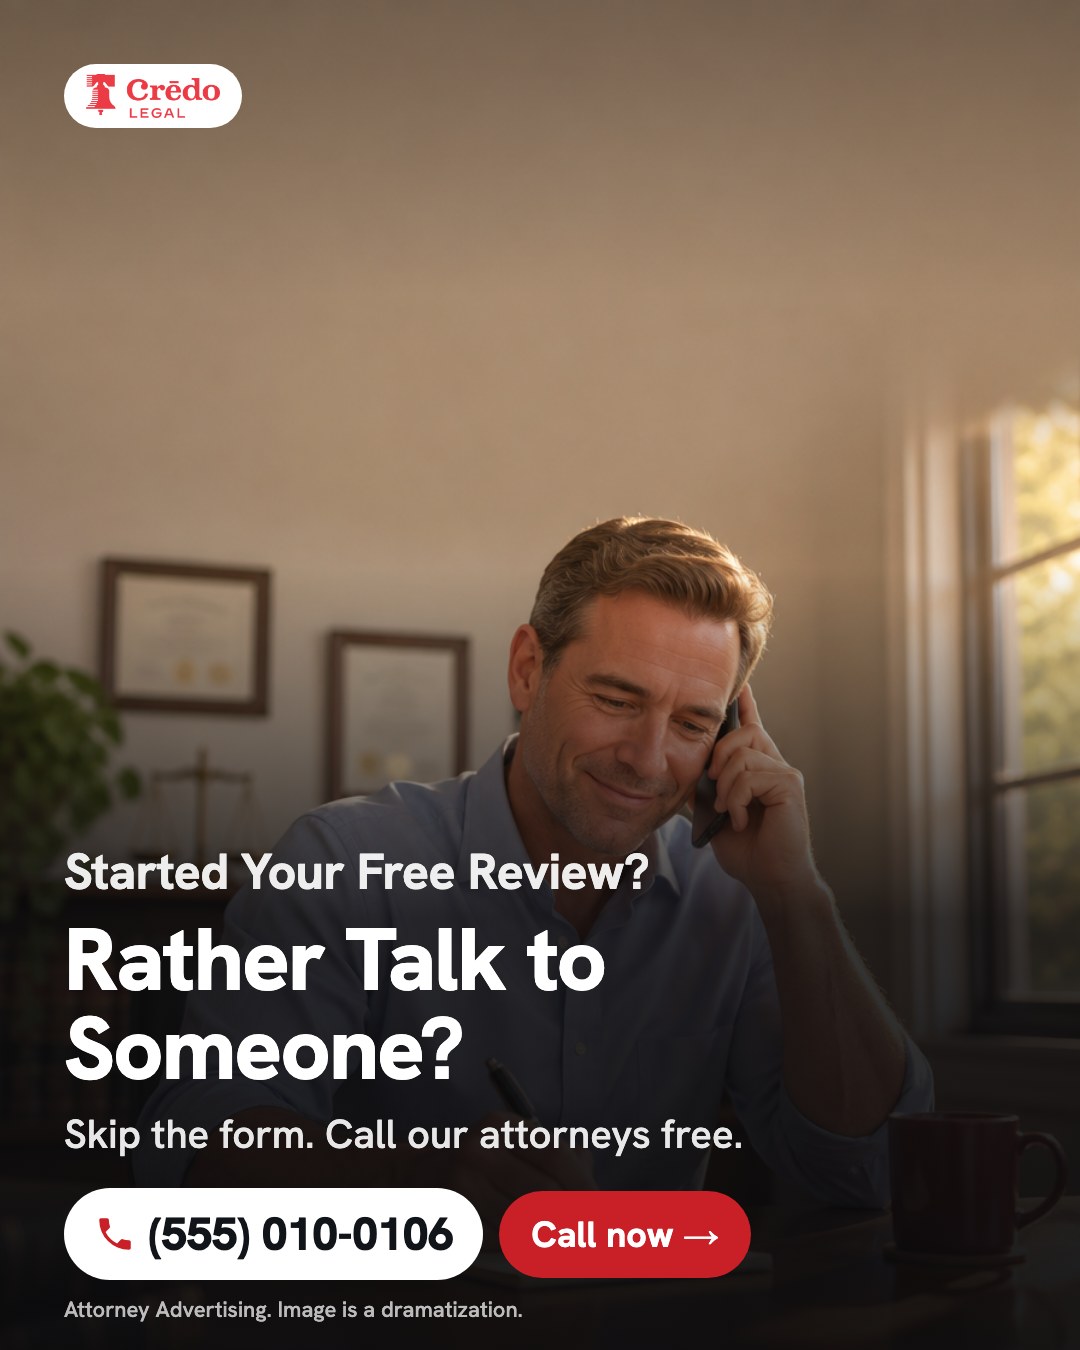 Crēdo
LEGAL
Started Your Free Review?
Rather Talk to
Someone?
Skip the form. Call our attorneys free.
(555) 010-0106
Call now →
Attorney Advertising. Image is a dramatization.